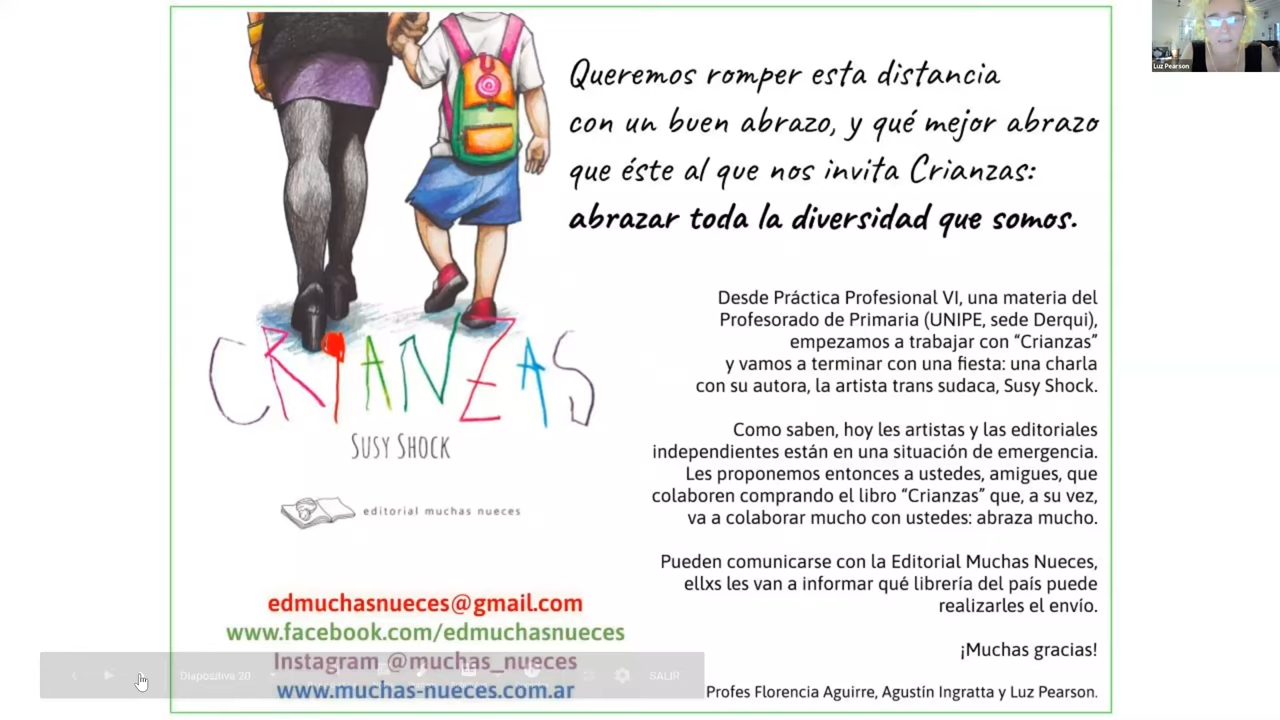 Luz Pearson
Queremos romper esta distancia
con un buen abrazo, y qué mejor abrazo
que éste al que nos invita Crianzas:
abrazar toda la diversidad que somos.
Desde Práctica Profesional VI, una materia del
Profesorado de Primaria (UNIPE, sede Derqui),
empezamos a trabajar con “Crianzas”
y vamos a terminar con una fiesta: una charla
con su autora, la artista trans sudaca, Susy Shock.
Como saben, hoy les artistas y las editoriales
independientes están en una situación de emergencia.
Les proponemos entonces a ustedes, amigues, que
colaboren comprando el libro “Crianzas” que, a su vez,
va a colaborar mucho con ustedes: abraza mucho.
Pueden comunicarse con la Editorial Muchas Nueces,
ellxs les van a informar qué librería del país puede
realizarles el envío.
¡Muchas gracias!
Profes Florencia Aguirre, Agustín Ingratta y Luz Pearson.
CRIANZAS
SUSY SHOCK
editorial muchas nueces
edmuchasnueces@gmail.com
www.facebook.com/edmuchasnueces
Instagram @muchas_nueces
www.muchas-nueces.com.ar
Diapositiva 20
SALIR